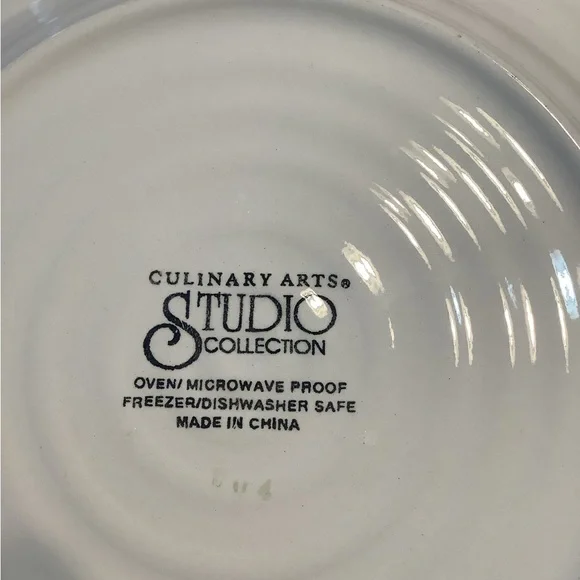 CULINARY ARTS®
STUDIO
COLLECTION
OVEN/ MICROWAVE PROOF
FREEZER/DISHWASHER SAFE
MADE IN CHINA